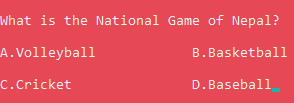 What is the National Game of Nepal?
A.Volleyball B.Basketball
C.Cricket D.Baseball